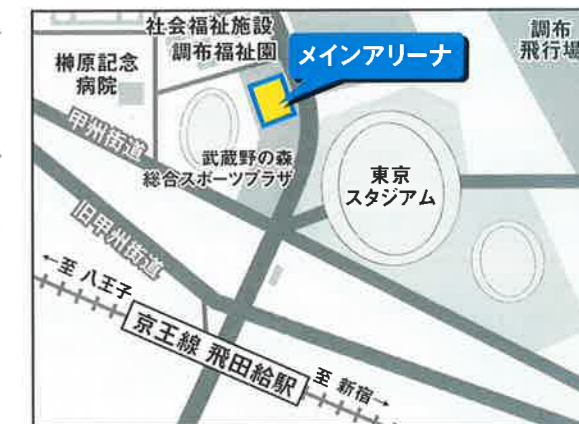 社会福祉施設
調布福祉園
メインアリーナ
調布
飛行場
榊原記念
病院
甲州街道
武蔵野の森
総合スポーツプラザ
東京
スタジアム
旧甲州街道
←至 八王子
京王線 飛田給駅
至 新宿→